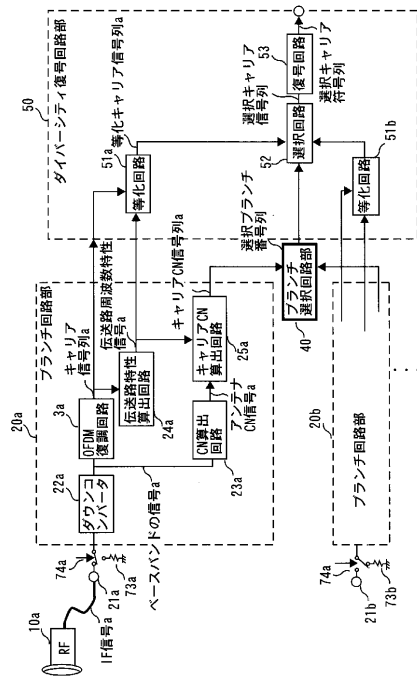 50
ダイバーシティ復号回路部
等化キャリア信号列a
51a
等化回路
選択キャリア
信号列
52
選択回路
復号回路
53
選択キャリア
符号列
等化回路
51b
選択ブランチ
番号列
ブランチ
選択回路部
40
20a
ブランチ回路部
キャリア
信号列a
3a
OFDM
復調回路
伝送路周波数特性
信号a
伝送路特性
算出回路
24a
キャリアCN信号列a
キャリアCN
算出回路
25a
アンテナ
CN信号a
CN算出
回路
23a
22a
ダウンコ
ンバータ
ベースバンドの信号a
20b
ブランチ回路部
74a
73a
21a
IF信号a
10a
RF
74a
21b
73b